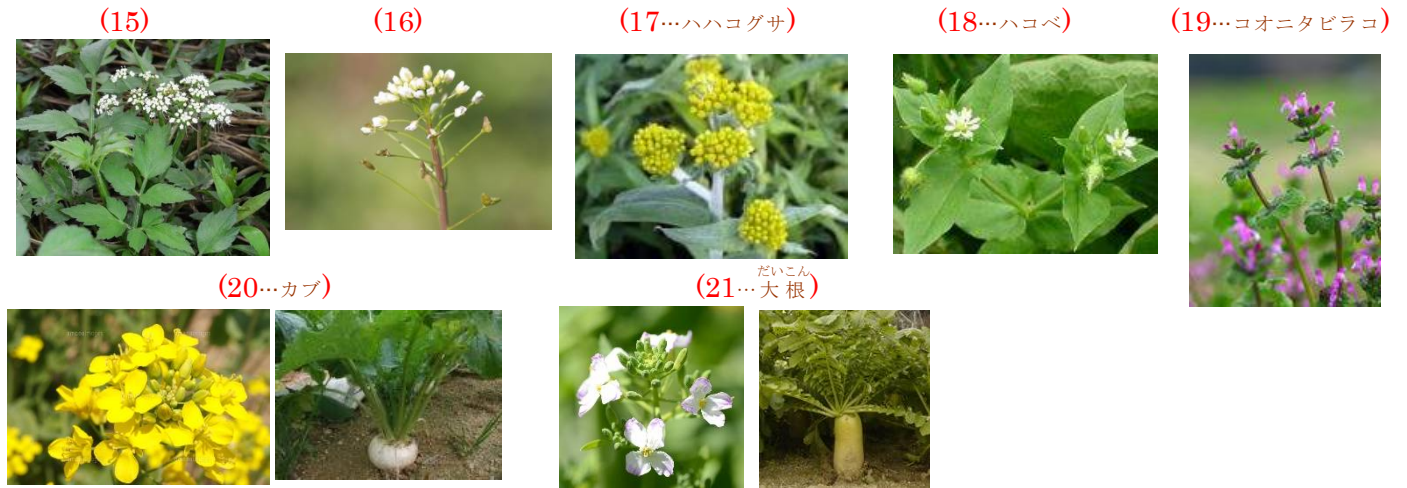 (15) (16) (17…ハハコグサ) (18…ハコベ) (19…コオニタビラコ)
だいこん
(20…カブ) (21…大根)